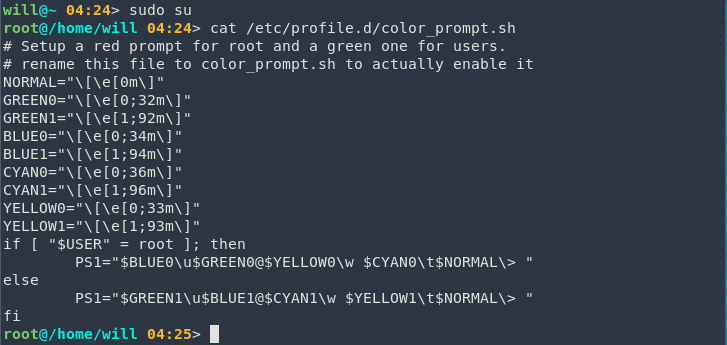 will@~ 04:24> sudo su
root@/home/will 04:24> cat /etc/profile.d/color_prompt.sh
# Setup a red prompt for root and a green one for users.
# rename this file to color_prompt.sh to actually enable it
NORMAL="\[\e[0m\]"
GREEN0="\[\e[0;32m\]"
GREEN1="\[\e[1;92m\]"
BLUE0="\[\e[0;34m\]"
BLUE1="\[\e[1;94m\]"
CYAN0="\[\e[0;36m\]"
CYAN1="\[\e[1;96m\]"
YELLOW0="\[\e[0;33m\]"
YELLOW1="\[\e[1;93m\]"
if [ "$USER" = root ]; then
        PS1="$BLUE0\u$GREEN0@$YELLOW0\w $CYAN0\t$NORMAL\> "
else
        PS1="$GREEN1\u$BLUE1@$CYAN1\w $YELLOW1\t$NORMAL\> "
fi
root@/home/will 04:25>